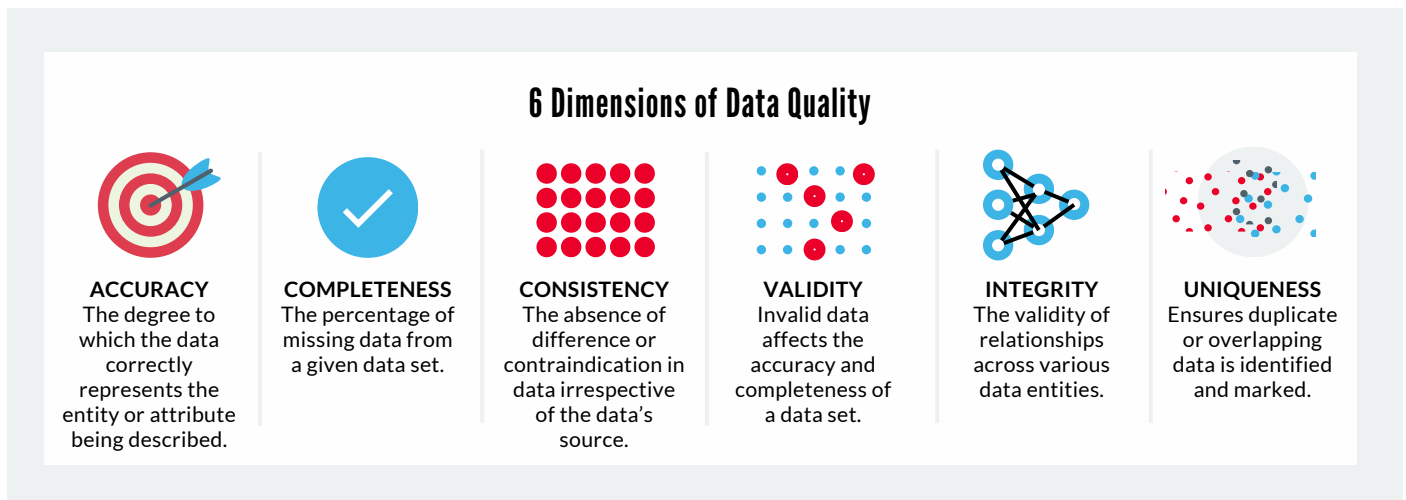 6 Dimensions of Data Quality
ACCURACY
The degree to
which the data
correctly
represents the
entity or attribute
being described.
COMPLETENESS
The percentage of
missing data from
a given data set.
CONSISTENCY
The absence of
difference or
contraindication in
data irrespective
of the data's
source.
VALIDITY
Invalid data
affects the
accuracy and
completeness of
a data set.
INTEGRITY
The validity of
relationships
across various
data entities.
UNIQUENESS
Ensures duplicate
or overlapping
data is identified
and marked.